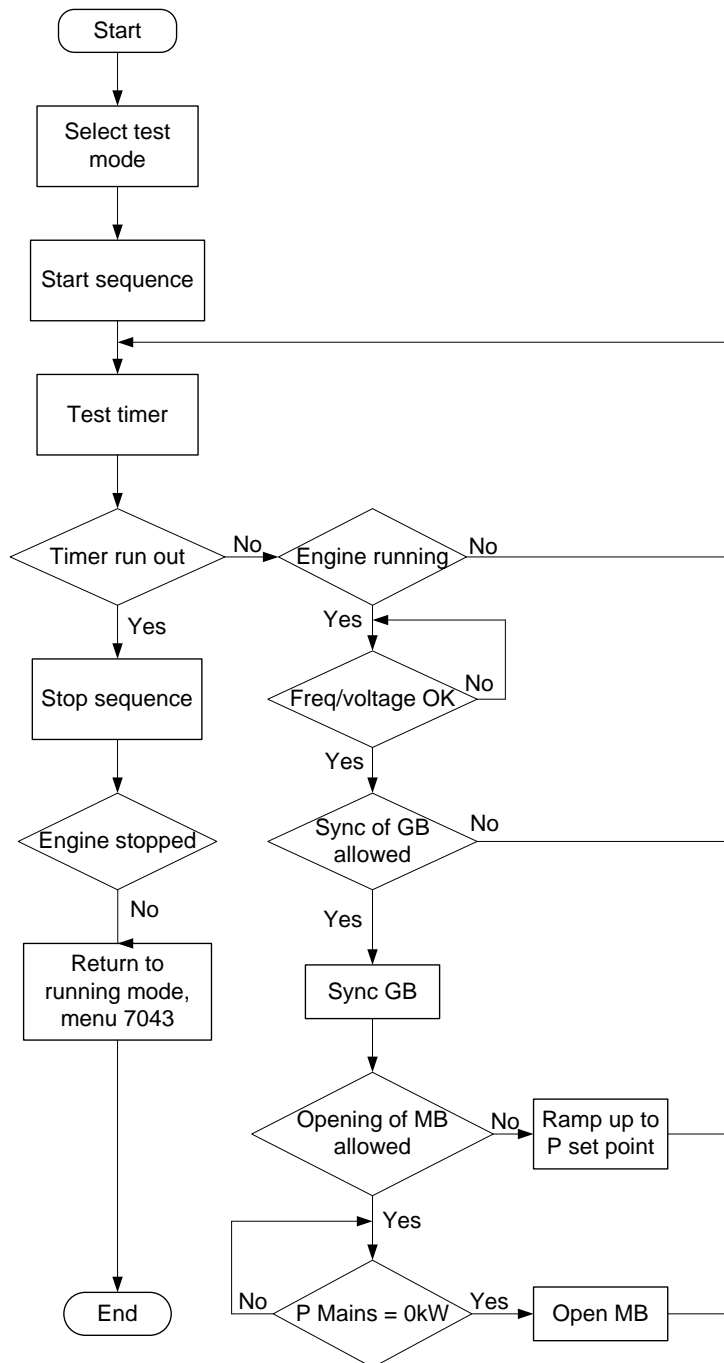 Start
Select test
mode
Start sequence
Test timer
Timer run out
No
Engine running
No
Yes
Yes
Stop sequence
Freq/voltage OK
No
Yes
Engine stopped
Sync of GB
allowed
No
No
Yes
Return to
running mode,
menu 7043
Sync GB
Opening of MB
allowed
No
Ramp up to
P set point
Yes
End
No
P Mains = 0kW
Yes
Open MB